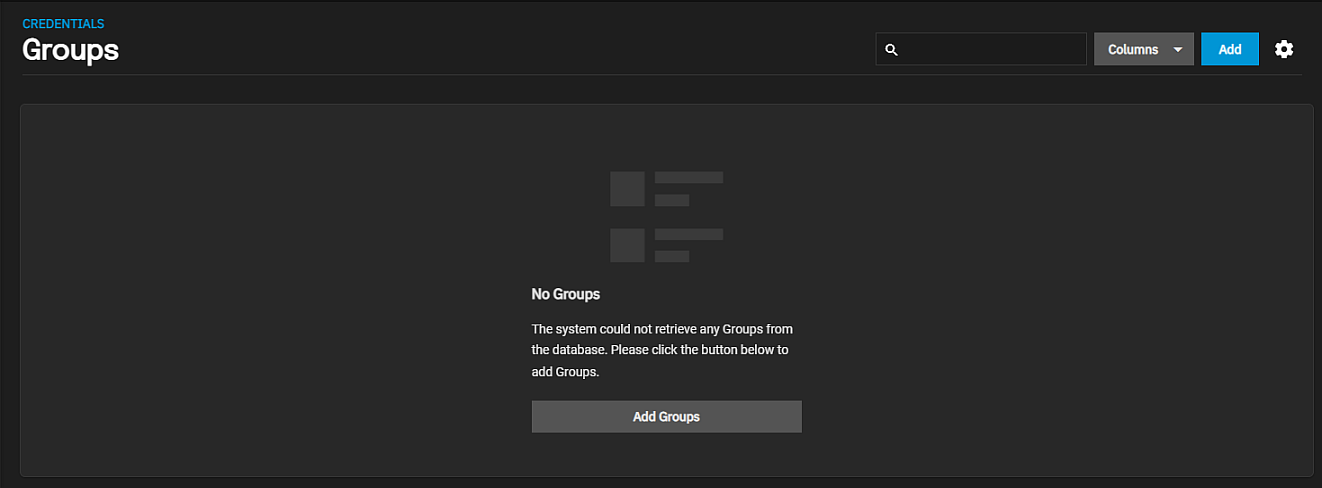 CREDENTIALS
Groups
Columns
Add
No Groups
The system could not retrieve any Groups from
the database. Please click the button below to
add Groups.
Add Groups